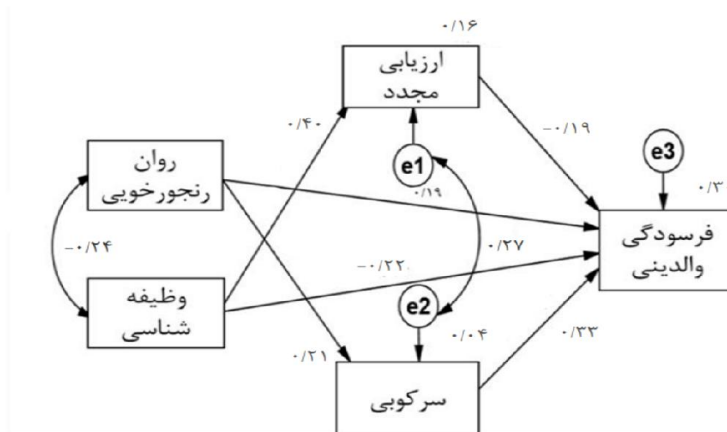 ۰/۱۶
ارزیابی
مجدد
۰/۴۰
-۰/۱۹
e3
روان
رنجورخویی
e1
۰/۱۹
۰/۳
فرسودگی
والدینی
-۰/۲۴
۰/۲۷
-۰/۲۲
وظیفه
شناسی
e2
۰/۰۴
۰/۳۳
۰/۲۱
سرکوبی